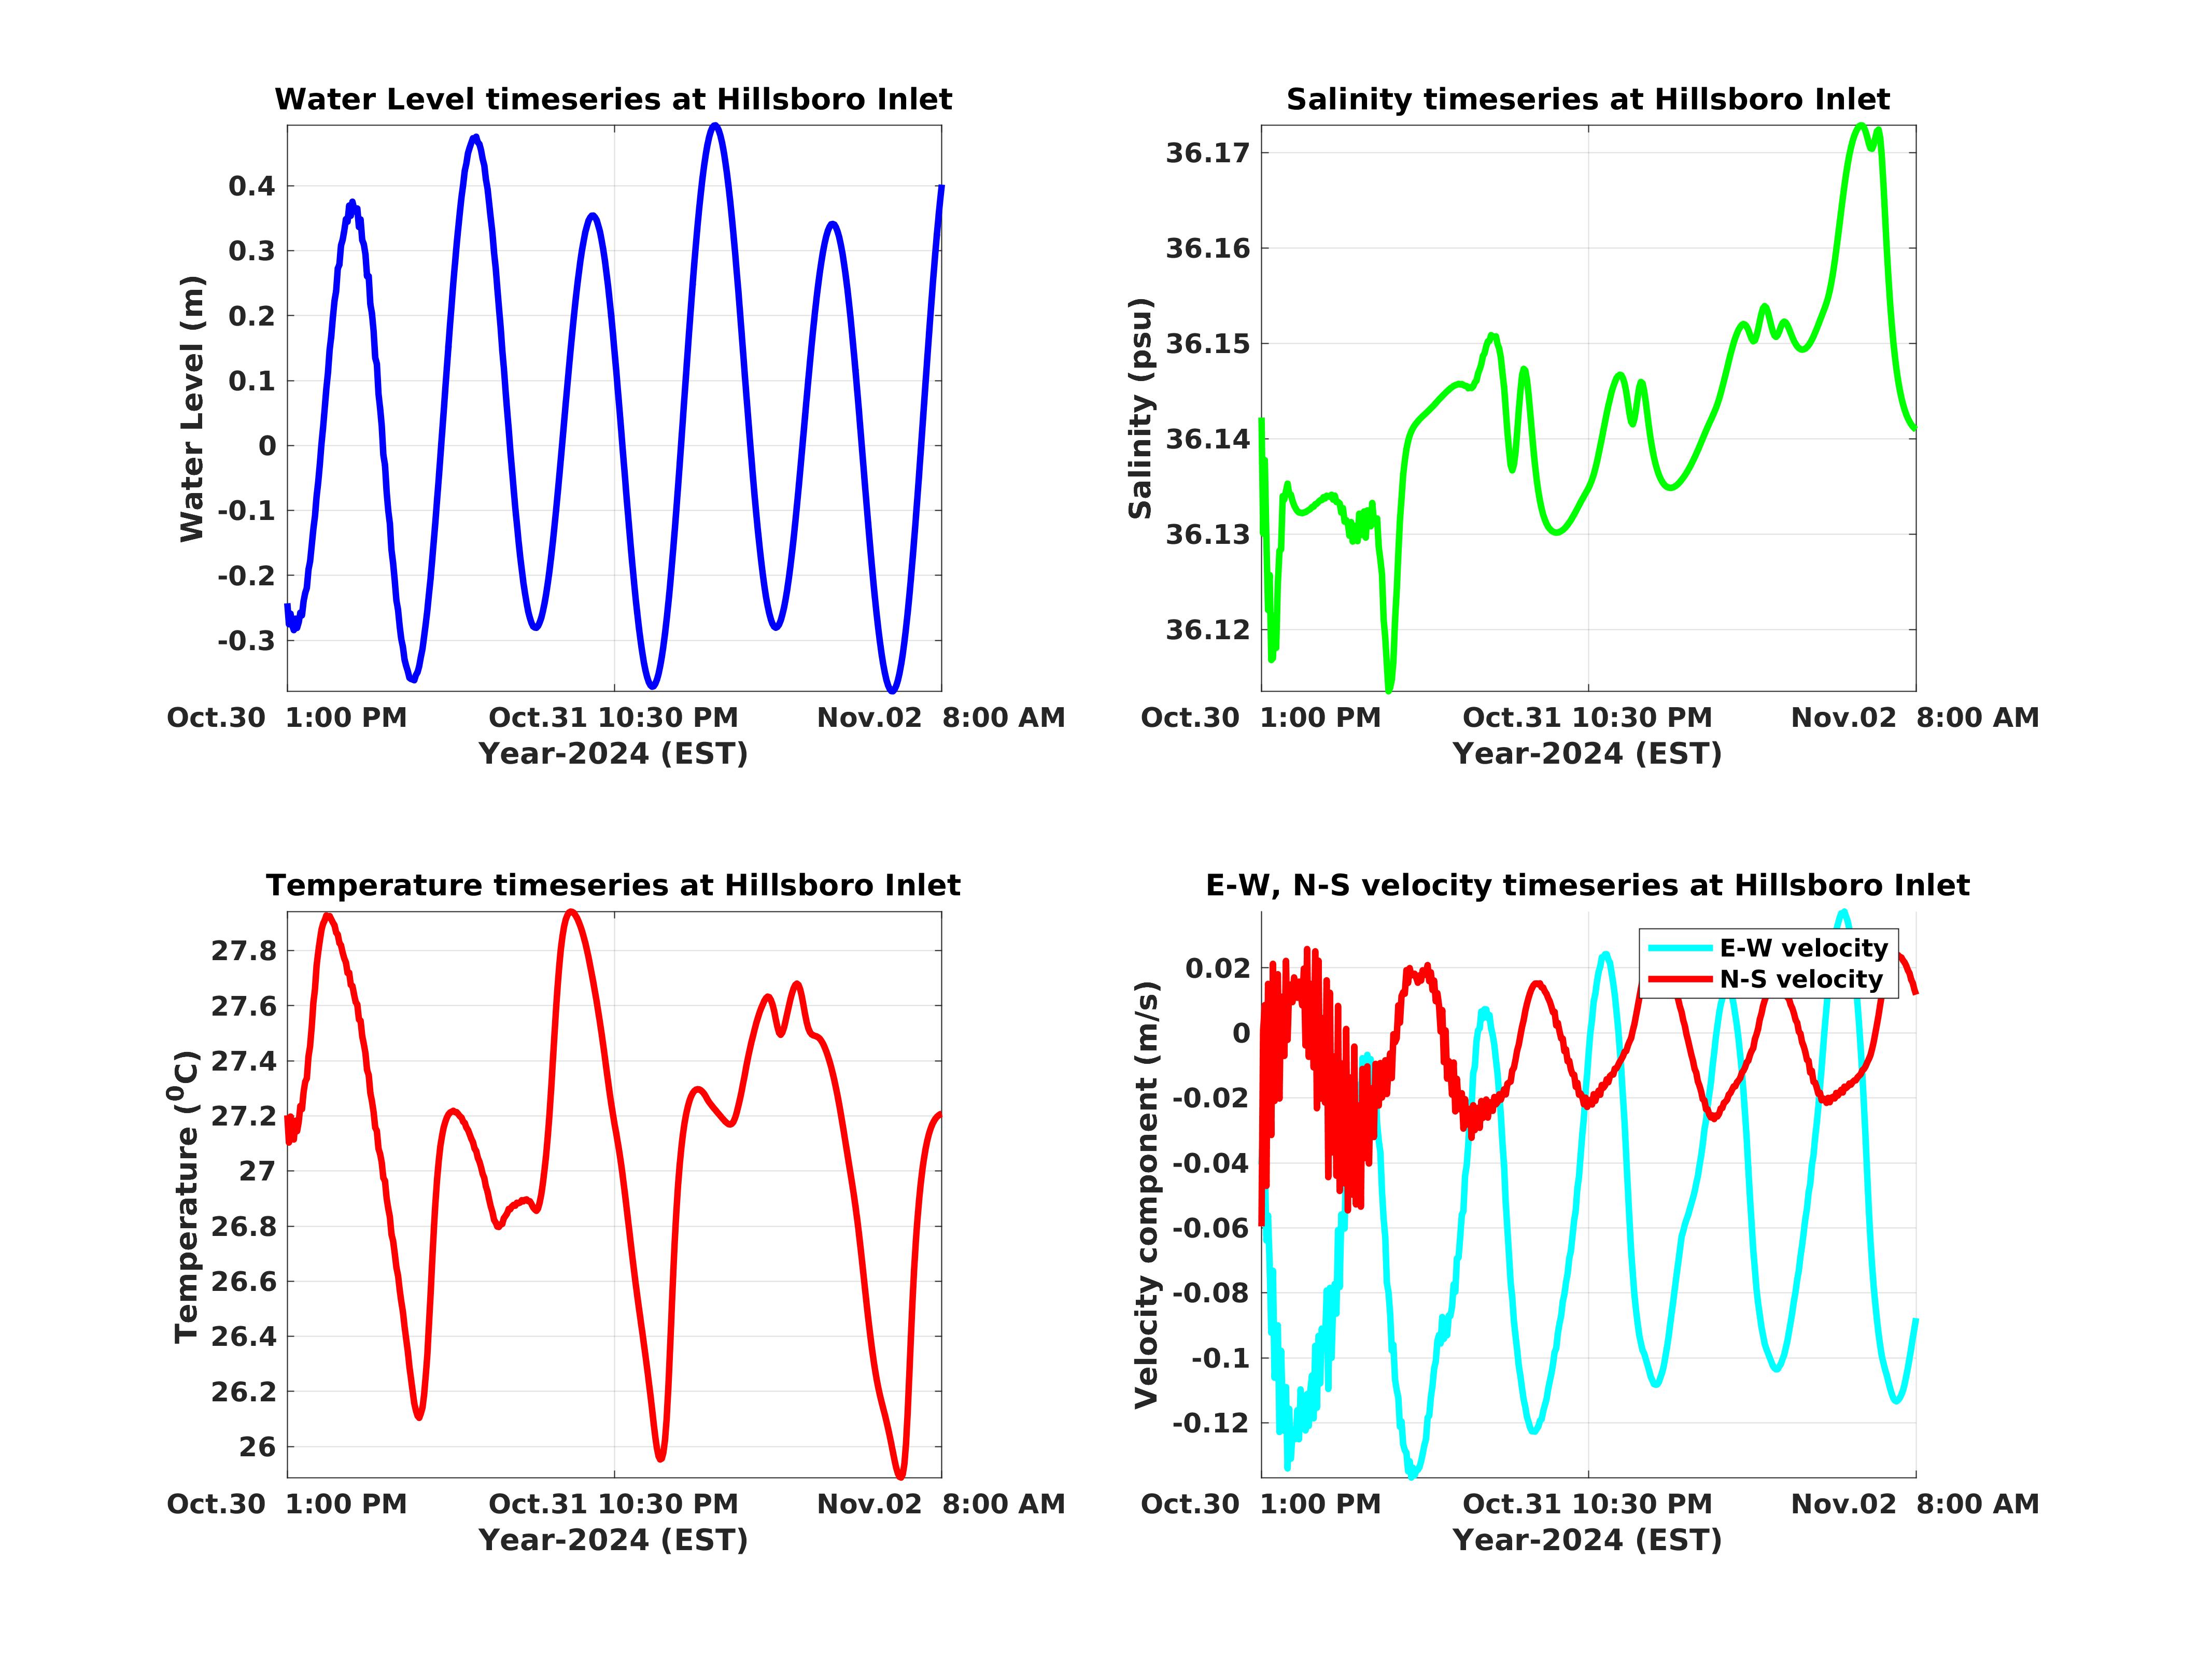 Water Level timeseries at Hillsboro Inlet
Water Level (m)
0.4
0.3
0.2
0.1
0
-0.1
-0.2
-0.3
Oct.30 1:00 PM
Oct.31 10:30 PM
Nov.02 8:00 AM
Year-2024 (EST)
Salinity timeseries at Hillsboro Inlet
Salinity (psu)
36.17
36.16
36.15
36.14
36.13
36.12
Oct.30 1:00 PM
Oct.31 10:30 PM
Nov.02 8:00 AM
Year-2024 (EST)
Temperature timeseries at Hillsboro Inlet
Temperature (⁰C)
27.8
27.6
27.4
27.2
27
26.8
26.6
26.4
26.2
26
Oct.30 1:00 PM
Oct.31 10:30 PM
Nov.02 8:00 AM
Year-2024 (EST)
E-W, N-S velocity timeseries at Hillsboro Inlet
E-W velocity
N-S velocity
Velocity component (m/s)
0.02
0
-0.02
-0.04
-0.06
-0.08
-0.1
-0.12
Oct.30 1:00 PM
Oct.31 10:30 PM
Nov.02 8:00 AM
Year-2024 (EST)